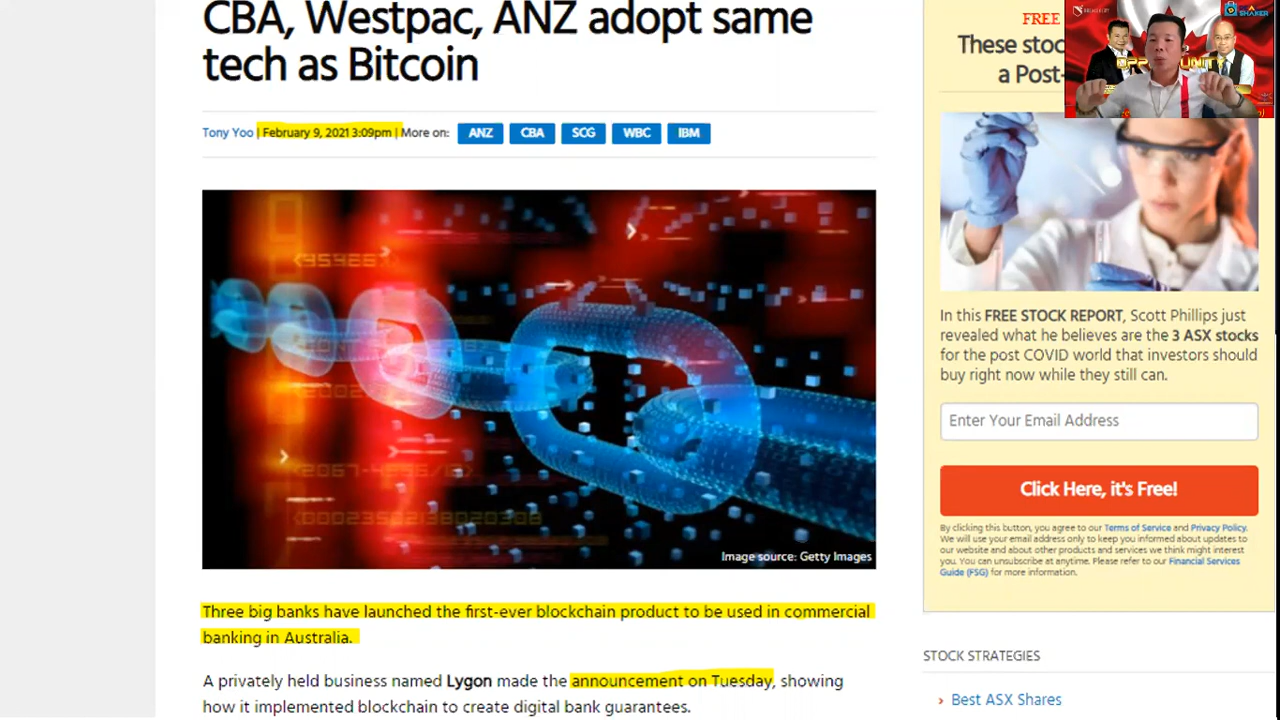 CBA, Westpac, ANZ adopt same
tech as Bitcoin
Tony Yoo | February 9, 2021 3:09pm | More on: ANZ CBA SCG WBC IBM
Image source: Getty Images
Three big banks have launched the first-ever blockchain product to be used in commercial
banking in Australia.
A privately held business named Lygon made the announcement on Tuesday, showing
how it implemented blockchain to create digital bank guarantees.
FREE
These stoc
a Post-
SHAKER
In this FREE STOCK REPORT, Scott Phillips just
revealed what he believes are the 3 ASX stocks
for the post COVID world that investors should
buy right now while they still can.
Enter Your Email Address
Click Here, it's Free!
By clicking this button, you agree to our Terms of Service and Privacy Policy.
We will use your email address only to keep you informed about updates to
our website and about other products and services we think might interest
you. You can unsubscribe at anytime. Please refer to our Financial Services
Guide (FSG) for more information.
STOCK STRATEGIES
› Best ASX Shares